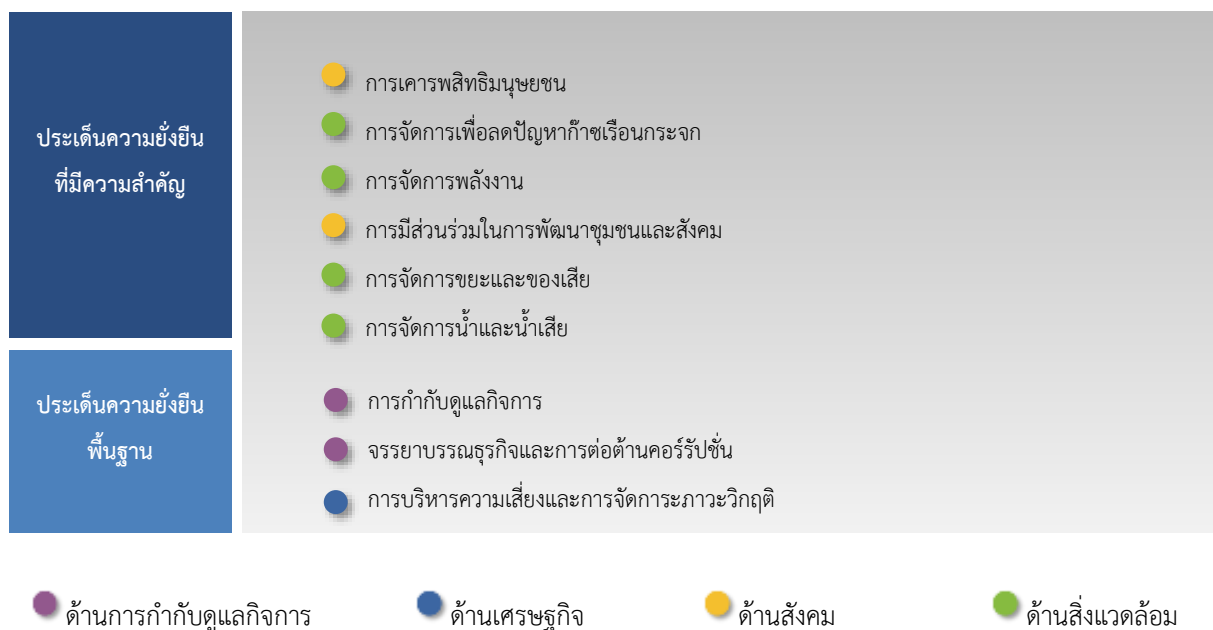 ประเด็นความยั่งยืน
ที่มีความสำคัญ
การเคารพสิทธิมนุษยชน
การจัดการเพื่อลดปัญหาก๊าซเรือนกระจก
การจัดการพลังงาน
การมีส่วนร่วมในการพัฒนาชุมชนและสังคม
การจัดการขยะและของเสีย
การจัดการน้ำและน้ำเสีย
ประเด็นความยั่งยืน
พื้นฐาน
การกำกับดูแลกิจการ
จรรยาบรรณธุรกิจและการต่อต้านคอร์รัปชั่น
การบริหารความเสี่ยงและการจัดการะภาวะวิกฤติ
ด้านการกำกับดูแลกิจการ ด้านเศรษฐกิจ ด้านสังคม ด้านสิ่งแวดล้อม